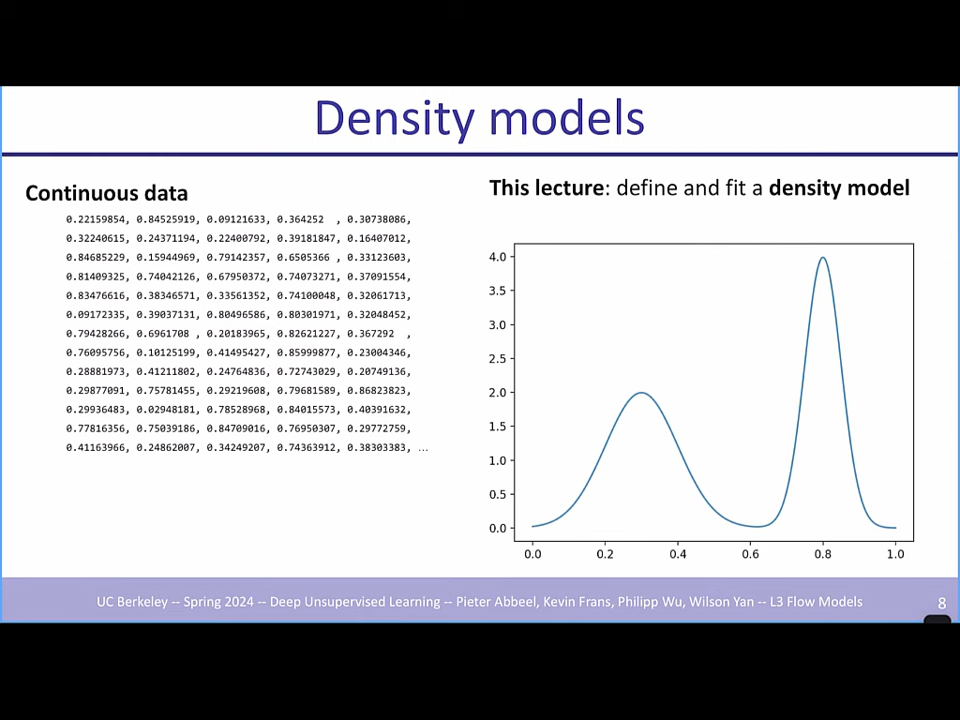 Density models
Continuous data
0.22159854, 0.84525919, 0.09121633, 0.364252  , 0.30738086,
0.32240615, 0.24371194, 0.22400792, 0.39181847, 0.16407012,
0.84685229, 0.15944969, 0.79142357, 0.6505366 , 0.33123603,
0.81409325, 0.74042126, 0.67950372, 0.74073271, 0.37091554,
0.83476616, 0.38346571, 0.33561352, 0.74100048, 0.32061713,
0.09172335, 0.39037131, 0.80496586, 0.80301971, 0.32048452,
0.79428266, 0.6961708 , 0.20183965, 0.82621227, 0.367292  ,
0.76095756, 0.10125199, 0.41495427, 0.85999877, 0.23004346,
0.28881973, 0.41211802, 0.24764836, 0.72743029, 0.20749136,
0.29877091, 0.75781455, 0.29219608, 0.79681589, 0.86823823,
0.29936483, 0.02948181, 0.78528968, 0.84015573, 0.40391632,
0.77816356, 0.75039186, 0.84709016, 0.76950307, 0.29772759,
0.41163966, 0.24862007, 0.34249207, 0.74363912, 0.38303383, ...
This lecture: define and fit a density model
4.0
3.5
3.0
2.5
2.0
1.5
1.0
0.5
0.0
0.0 0.2 0.4 0.6 0.8 1.0
UC Berkeley -- Spring 2024 -- Deep Unsupervised Learning -- Pieter Abbeel, Kevin Frans, Philipp Wu, Wilson Yan -- L3 Flow Models
8